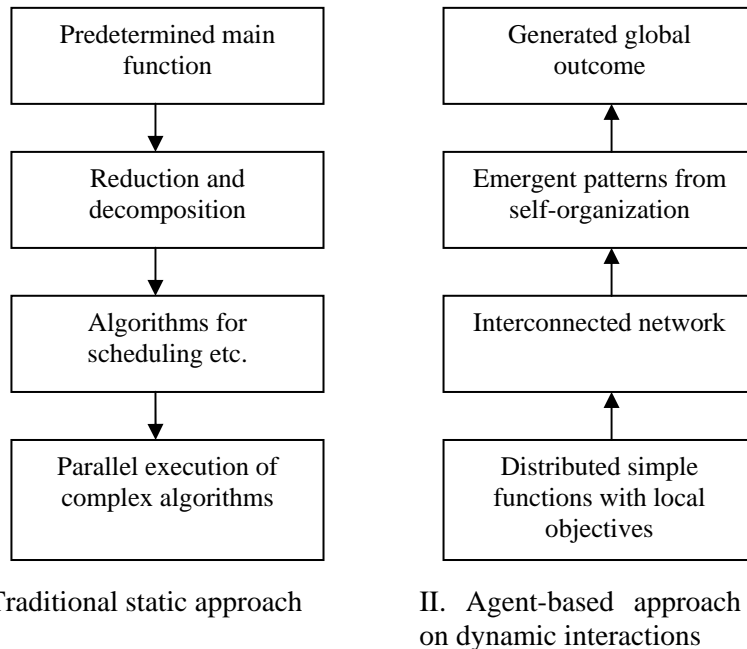 Predetermined main
function
Reduction and
decomposition
Algorithms for
scheduling etc.
Parallel execution of
complex algorithms
Traditional static approach
Generated global
outcome
Emergent patterns from
self-organization
Interconnected network
Distributed simple
functions with local
objectives
II. Agent-based approach
on dynamic interactions